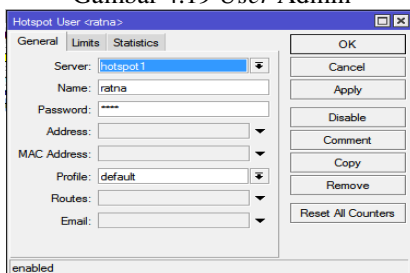 Gambar 4.19 User Admin
Hotspot User <ratna>
General Limits Statistics
Server: hotspot1
Name: ratna
Password: ****
Address:
MAC Address:
Profile: default
Routes:
Email:
OK
Cancel
Apply
Disable
Comment
Copy
Remove
Reset All Counters
enabled